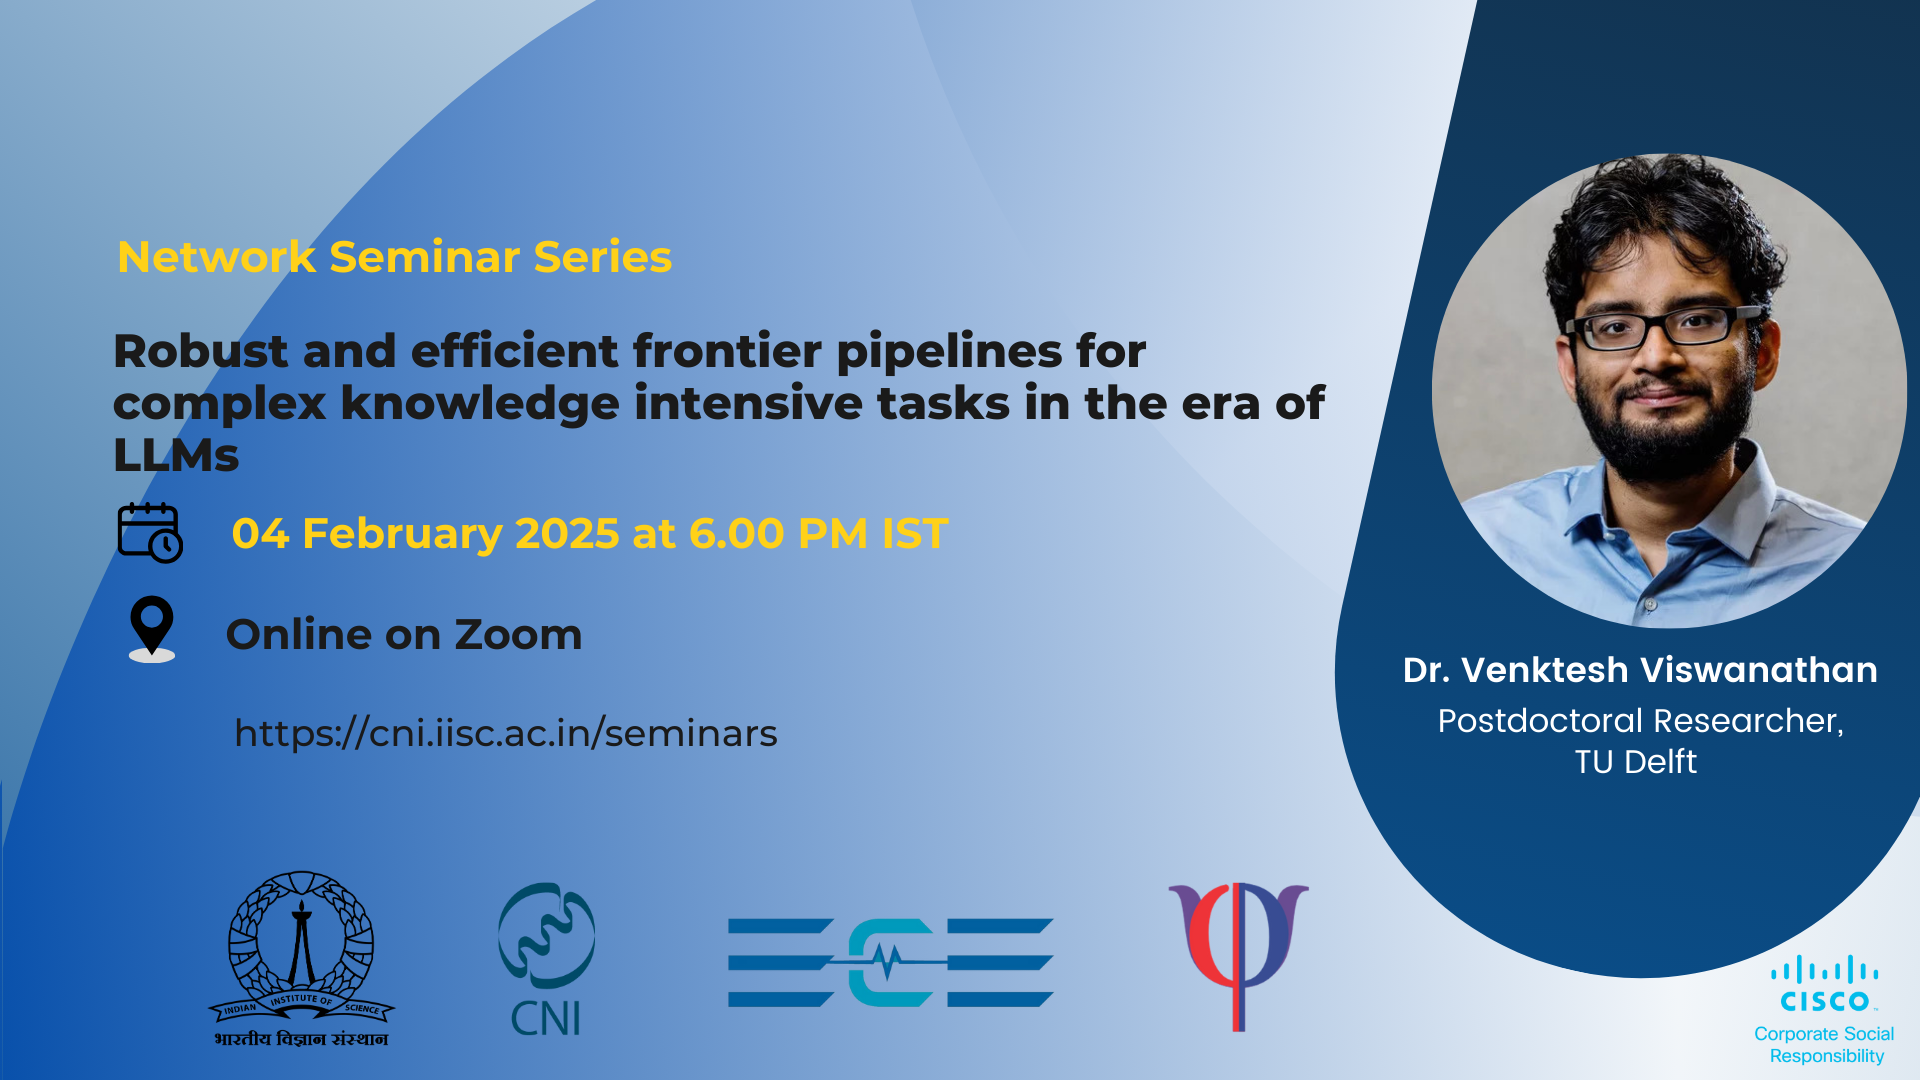 Network Seminar Series
Robust and efficient frontier pipelines for
complex knowledge intensive tasks in the era of
LLMs
04 February 2025 at 6.00 PM IST
Online on Zoom
https://cni.iisc.ac.in/seminars
Dr. Venktesh Viswanathan
Postdoctoral Researcher,
TU Delft
INDIAN INSTITUTE OF SCIENCE
भारतीय विज्ञान संस्थान
CNI
ECE
CISCO
Corporate Social
Responsibility